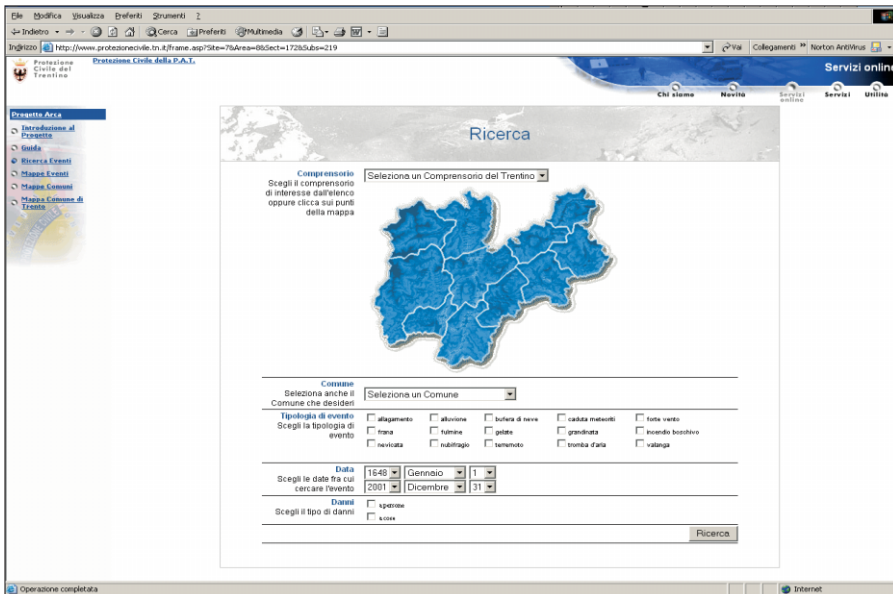 File Modifica Visualizza Preferiti Strumenti ?
Indietro Cerca Preferiti Multimedia
Indirizzo http://www.protezionecivile.tn.it/frame.asp?Site=7&Area=8&Sect=172&Subs=219 Vai Collegamenti Norton AntiVirus
Protezione Civile del Trentino
Protezione Civile della P.A.T.
Servizi online
Chi siamo Novità Servizi online Servizi Utilità
Progetto Arca
Introduzione al
Progetto
Guida
Ricerca Eventi
Mappe Eventi
Mappe Comuni
Mappa Comune di
Trento
Ricerca
Comprensorio Seleziona un Comprensorio del Trentino
Scegli il comprensorio
di interesse dall'elenco
oppure clicca sui punti
della mappa
Comune
Seleziona anche il Seleziona un Comune
Comune che desideri
Tipologia di evento
Scegli la tipologia di
evento
allagamento alluvione bufera di neve caduta meteoriti forte vento
frana fulmine gelate grandinata incendio boschivo
nevicata nubifragio terremoto tromba d'aria valanga
Data
Scegli le date fra cui
cercare l'evento
1648 Gennaio 1
2001 Dicembre 31
Danni
Scegli il tipo di danni
a persone
a cose
Ricerca
Operazione completata Internet